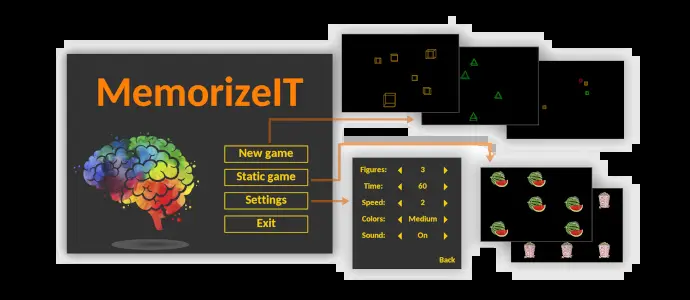 MemorizeIT
New game
Static game
Settings
Exit
Figures: 3
Time: 60
Speed: 2
Colors: Medium
Sound: On
Back